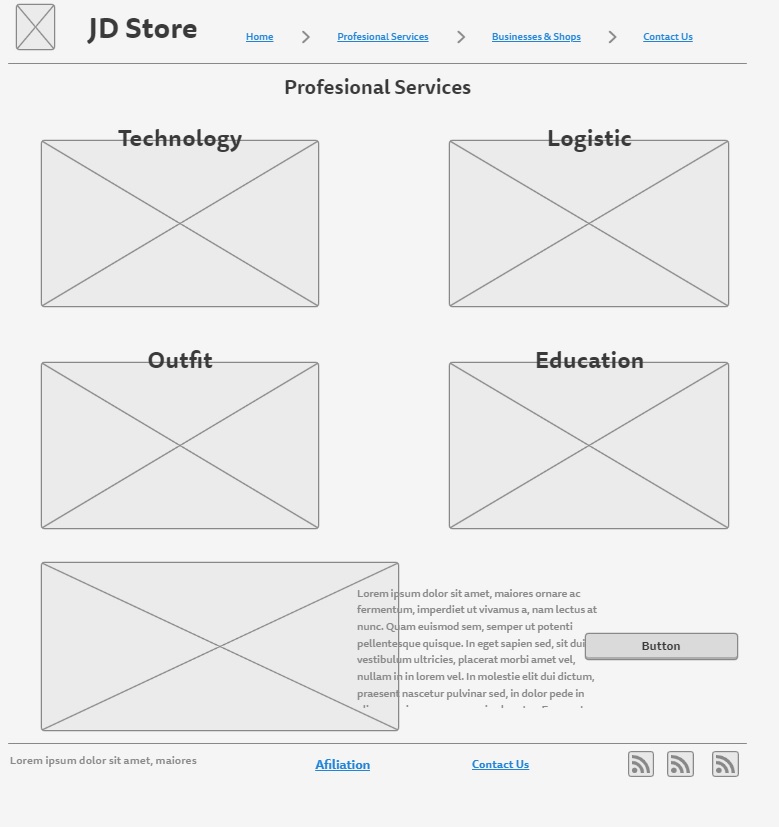 JD Store
Home
Profesional Services
Businesses & Shops
Contact Us
Profesional Services
Technology
Logistic
Outfit
Education
Lorem ipsum dolor sit amet, maiores ornare ac
fermentum, imperdiet ut vivamus a, nam lectus at
nunc. Quam euismod sem, semper ut potenti
pellentesque quisque. In eget sapien sed, sit dui
vestibulum ultricies, placerat morbi amet vel,
nullam in in lorem vel. In molestie elit dui dictum,
praesent nascetur pulvinar sed, in dolor pede in
Button
Lorem ipsum dolor sit amet, maiores
Afiliation
Contact Us